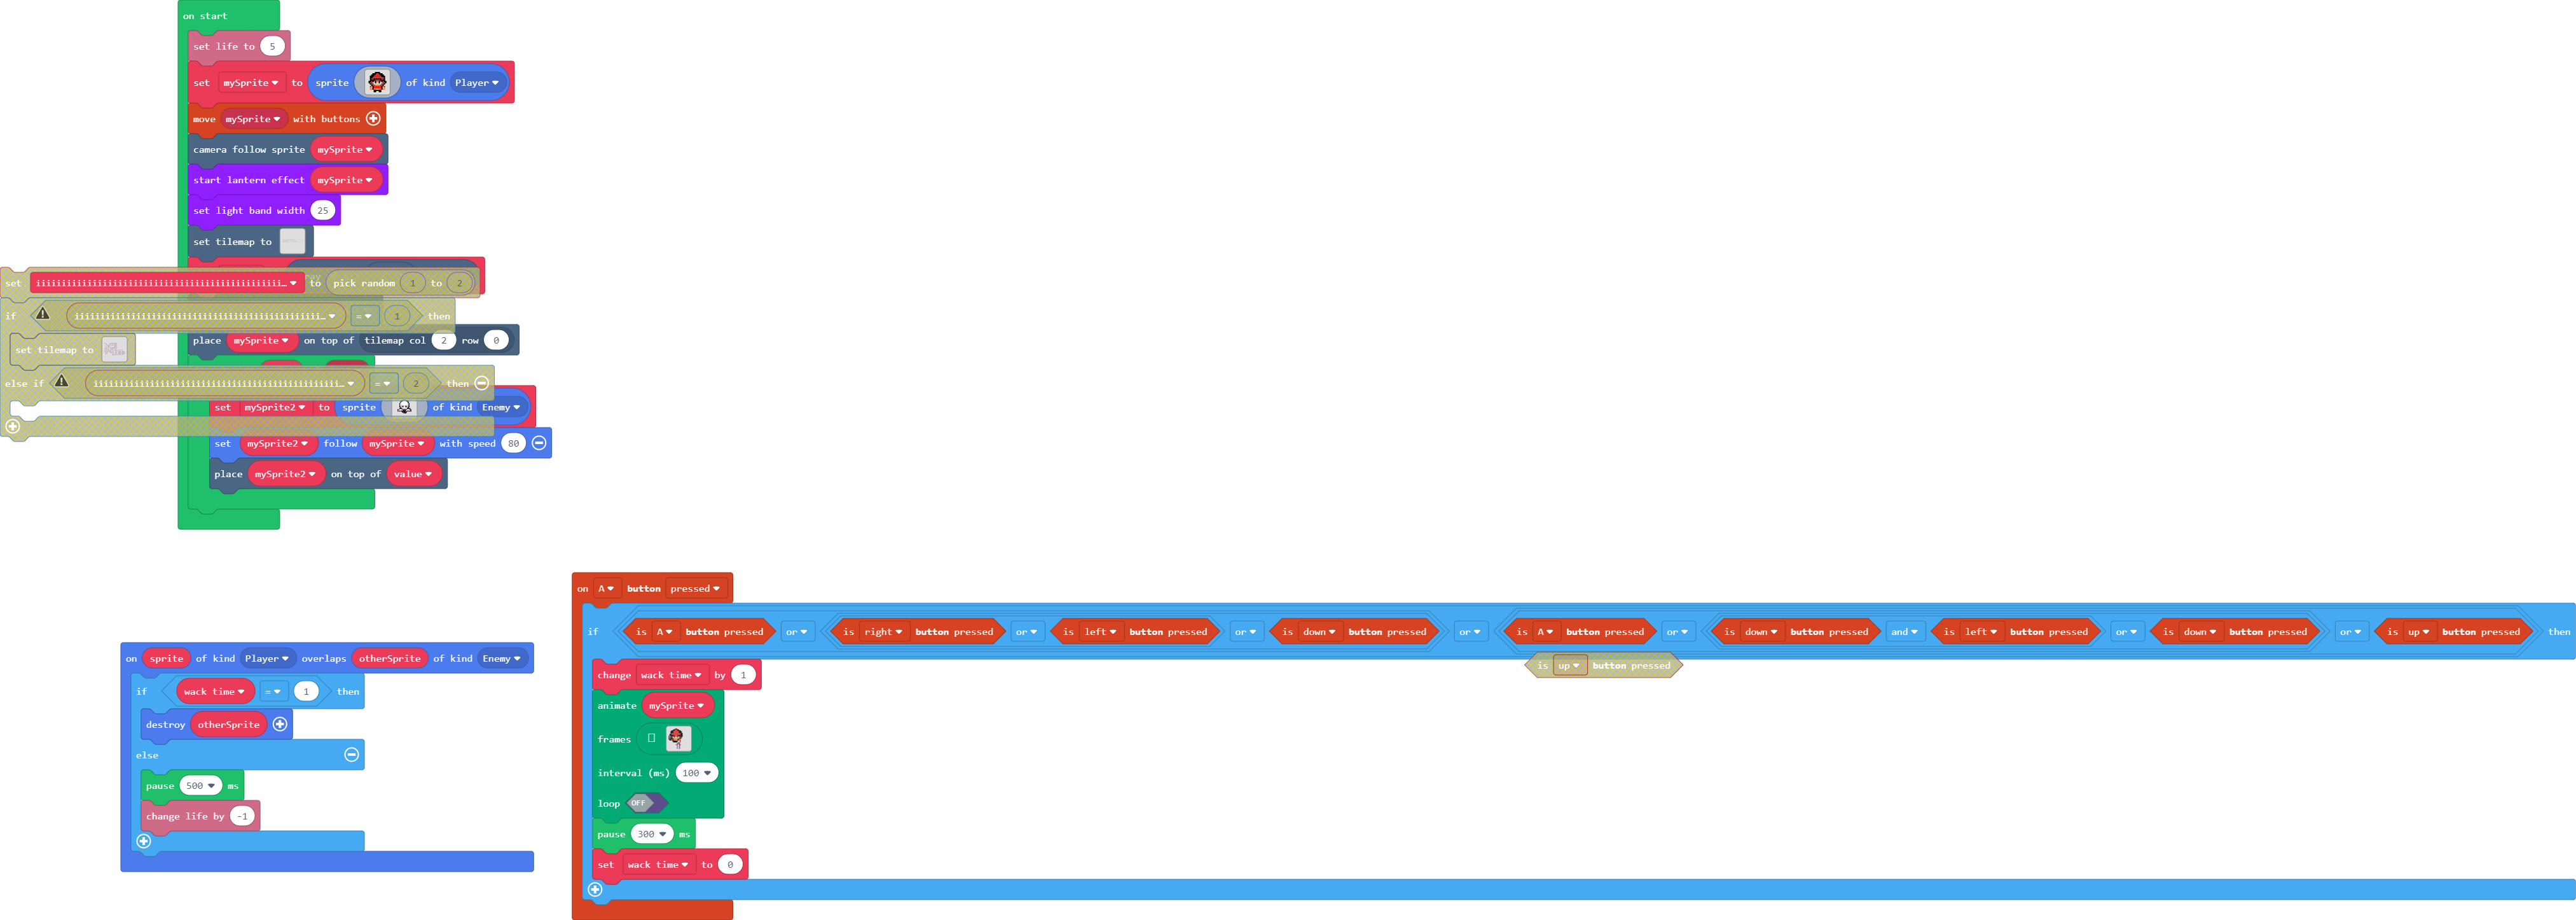 on start
set life to 5
set mySprite to sprite of kind Player
move mySprite with buttons
camera follow sprite mySprite
start lantern effect mySprite
set light band width 25
set tilemap to
to pick random 1 to 2
set
if = 1 then
place mySprite on top of tilemap col 2 row 0
set tilemap to
else if = 2 then
set mySprite2 to sprite of kind Enemy
set mySprite2 follow mySprite with speed 80
place mySprite2 on top of value
on sprite of kind Player overlaps otherSprite of kind Enemy
if wack time = 1 then
destroy otherSprite
else
pause 500 ms
change life by -1
on A button pressed
if is A button pressed or is right button pressed or is left button pressed or is down button pressed or is A button pressed or is down button pressed and is left button pressed or is down button pressed or is up button pressed then
is up button pressed
change wack time by 1
animate mySprite
frames
interval (ms) 100
loop OFF
pause 300 ms
set wack time to 0